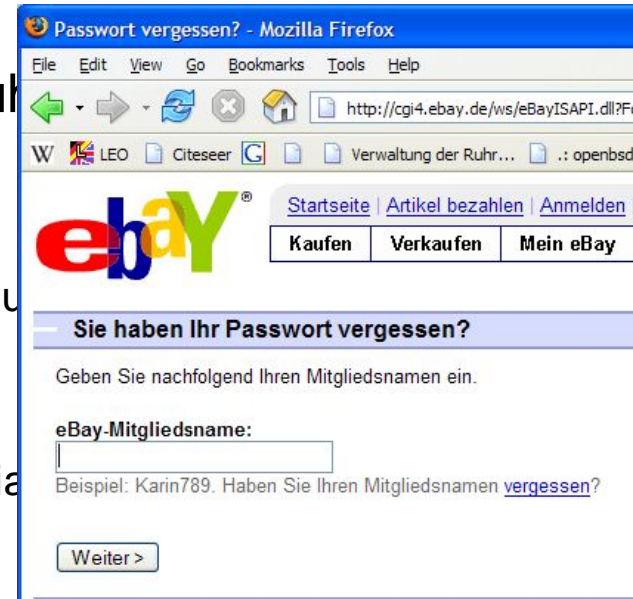 Passwort vergessen? - Mozilla Firefox
File Edit View Go Bookmarks Tools Help
http://cgi4.ebay.de/ws/eBayISAPI.dll?F
W LEO Citeseer G Verwaltung der Ruhr... .: openbsd
ebaY® Startseite | Artikel bezahlen | Anmelden
Kaufen Verkaufen Mein eBay
Sie haben Ihr Passwort vergessen?
Geben Sie nachfolgend Ihren Mitgliedsnamen ein.
eBay-Mitgliedsname:
Beispiel: Karin789. Haben Sie Ihren Mitgliedsnamen vergessen?
Weiter >